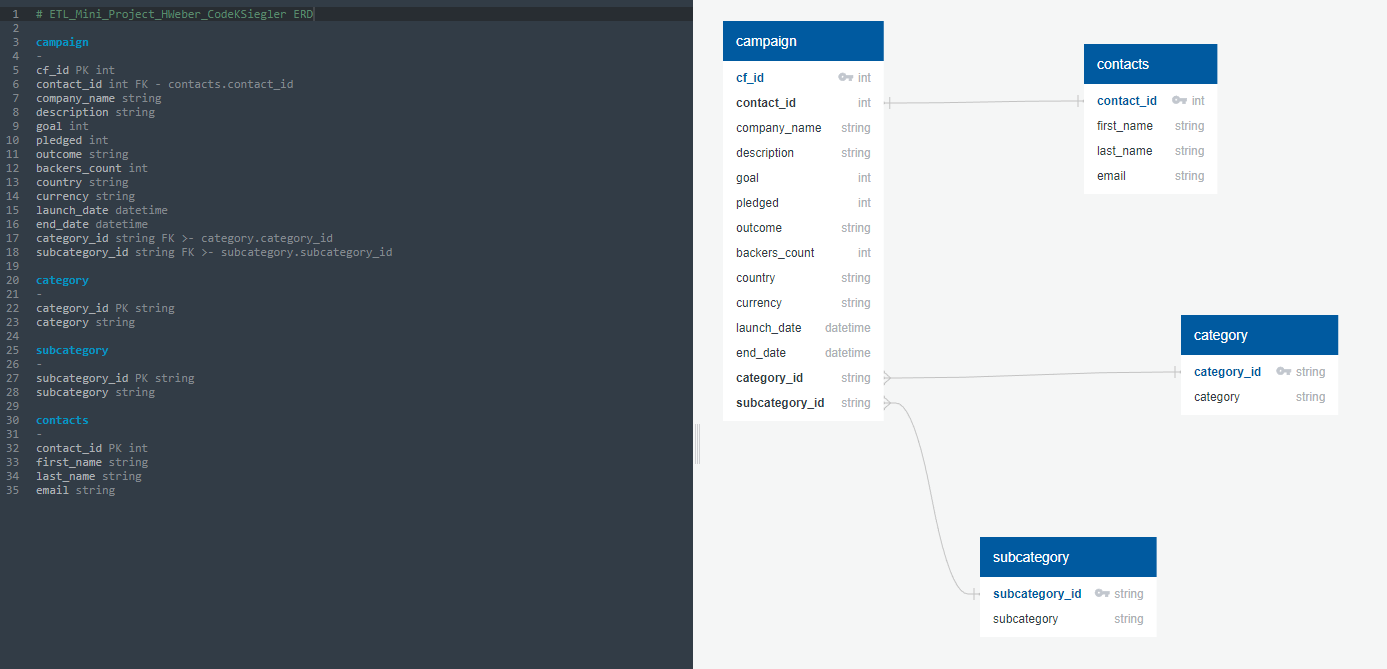 1 # ETL_Mini_Project_HWeber_CodeKSiegler ERD
2
3 campaign
4 -
5 cf_id PK int
6 contact_id int FK - contacts.contact_id
7 company_name string
8 description string
9 goal int
10 pledged int
11 outcome string
12 backers_count int
13 country string
14 currency string
15 launch_date datetime
16 end_date datetime
17 category_id string FK >- category.category_id
18 subcategory_id string FK >- subcategory.subcategory_id
19
20 category
21 -
22 category_id PK string
23 category string
24
25 subcategory
26 -
27 subcategory_id PK string
28 subcategory string
29
30 contacts
31 -
32 contact_id PK int
33 first_name string
34 last_name string
35 email string
campaign
cf_id int
contact_id int
company_name string
description string
goal int
pledged int
outcome string
backers_count int
country string
currency string
launch_date datetime
end_date datetime
category_id string
subcategory_id string
contacts
contact_id int
first_name string
last_name string
email string
category
category_id string
category string
subcategory
subcategory_id string
subcategory string